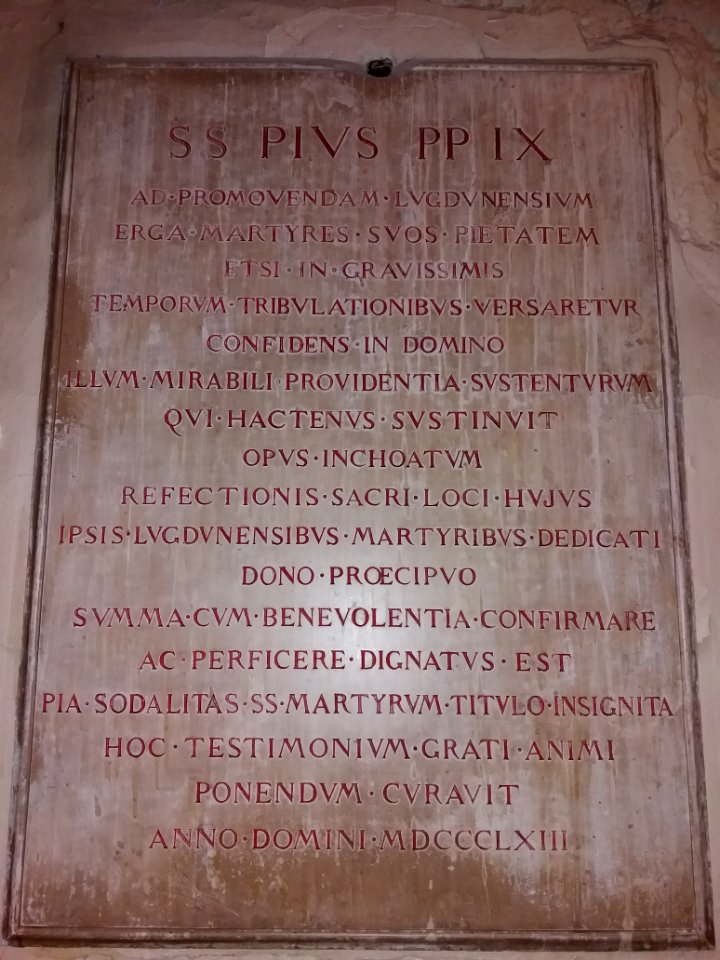 SS PIVS PP IX
AD·PROMOVENDAM·LVGDVNENSIVM
ERGA·MARTYRES·SVOS·PIETATEM
ETSI·IN·GRAVISSIMIS
TEMPORVM·TRIBVLATIONIBVS·VERSARETVR
CONFIDENS·IN DOMINO
ILLVM·MIRABILI·PROVIDENTIA·SVSTENTVRVM
QVI·HACTENVS·SVSTINVIT
OPVS·INCHOATVM
REFECTIONIS·SACRI·LOCI·HVJVS
IPSIS·LVGDVNENSIBVS·MARTYRIBVS·DEDICATI
DONO·PRŒCIPVO
SVMMA·CVM·BENEVOLENTIA·CONFIRMARE
AC·PERFICERE·DIGNATVS·EST
PIA·SODALITAS·SS·MARTYRVM·TITVLO·INSIGNITA
HOC·TESTIMONIVM·GRATI·ANIMI
PONENDVM·CVRAVIT
ANNO·DOMINI·MDCCCLXIII